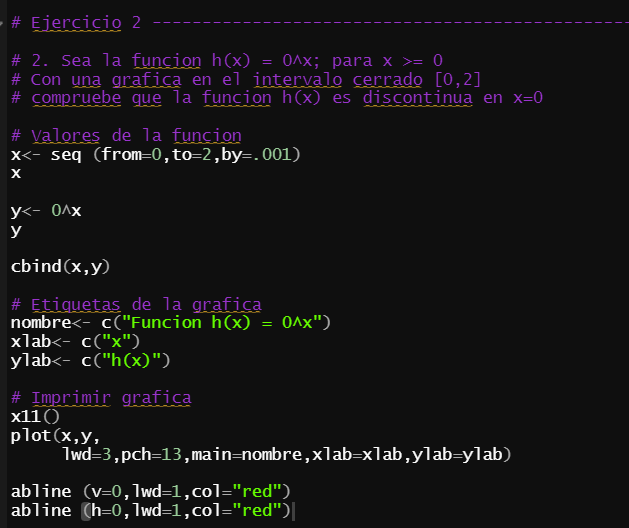 # Ejercicio 2 ------------------------------------------------
# 2. Sea la funcion h(x) = 0^x; para x >= 0
# Con una grafica en el intervalo cerrado [0,2]
# compruebe que la funcion h(x) es discontinua en x=0
# Valores de la funcion
x<- seq (from=0,to=2,by=.001)
x
y<- 0^x
y
cbind(x,y)
# Etiquetas de la grafica
nombre<- c("Funcion h(x) = 0^x")
xlab<- c("x")
ylab<- c("h(x)")
# Imprimir grafica
x11()
plot(x,y,
lwd=3,pch=13,main=nombre,xlab=xlab,ylab=ylab)
abline (v=0,lwd=1,col="red")
abline (h=0,lwd=1,col="red")